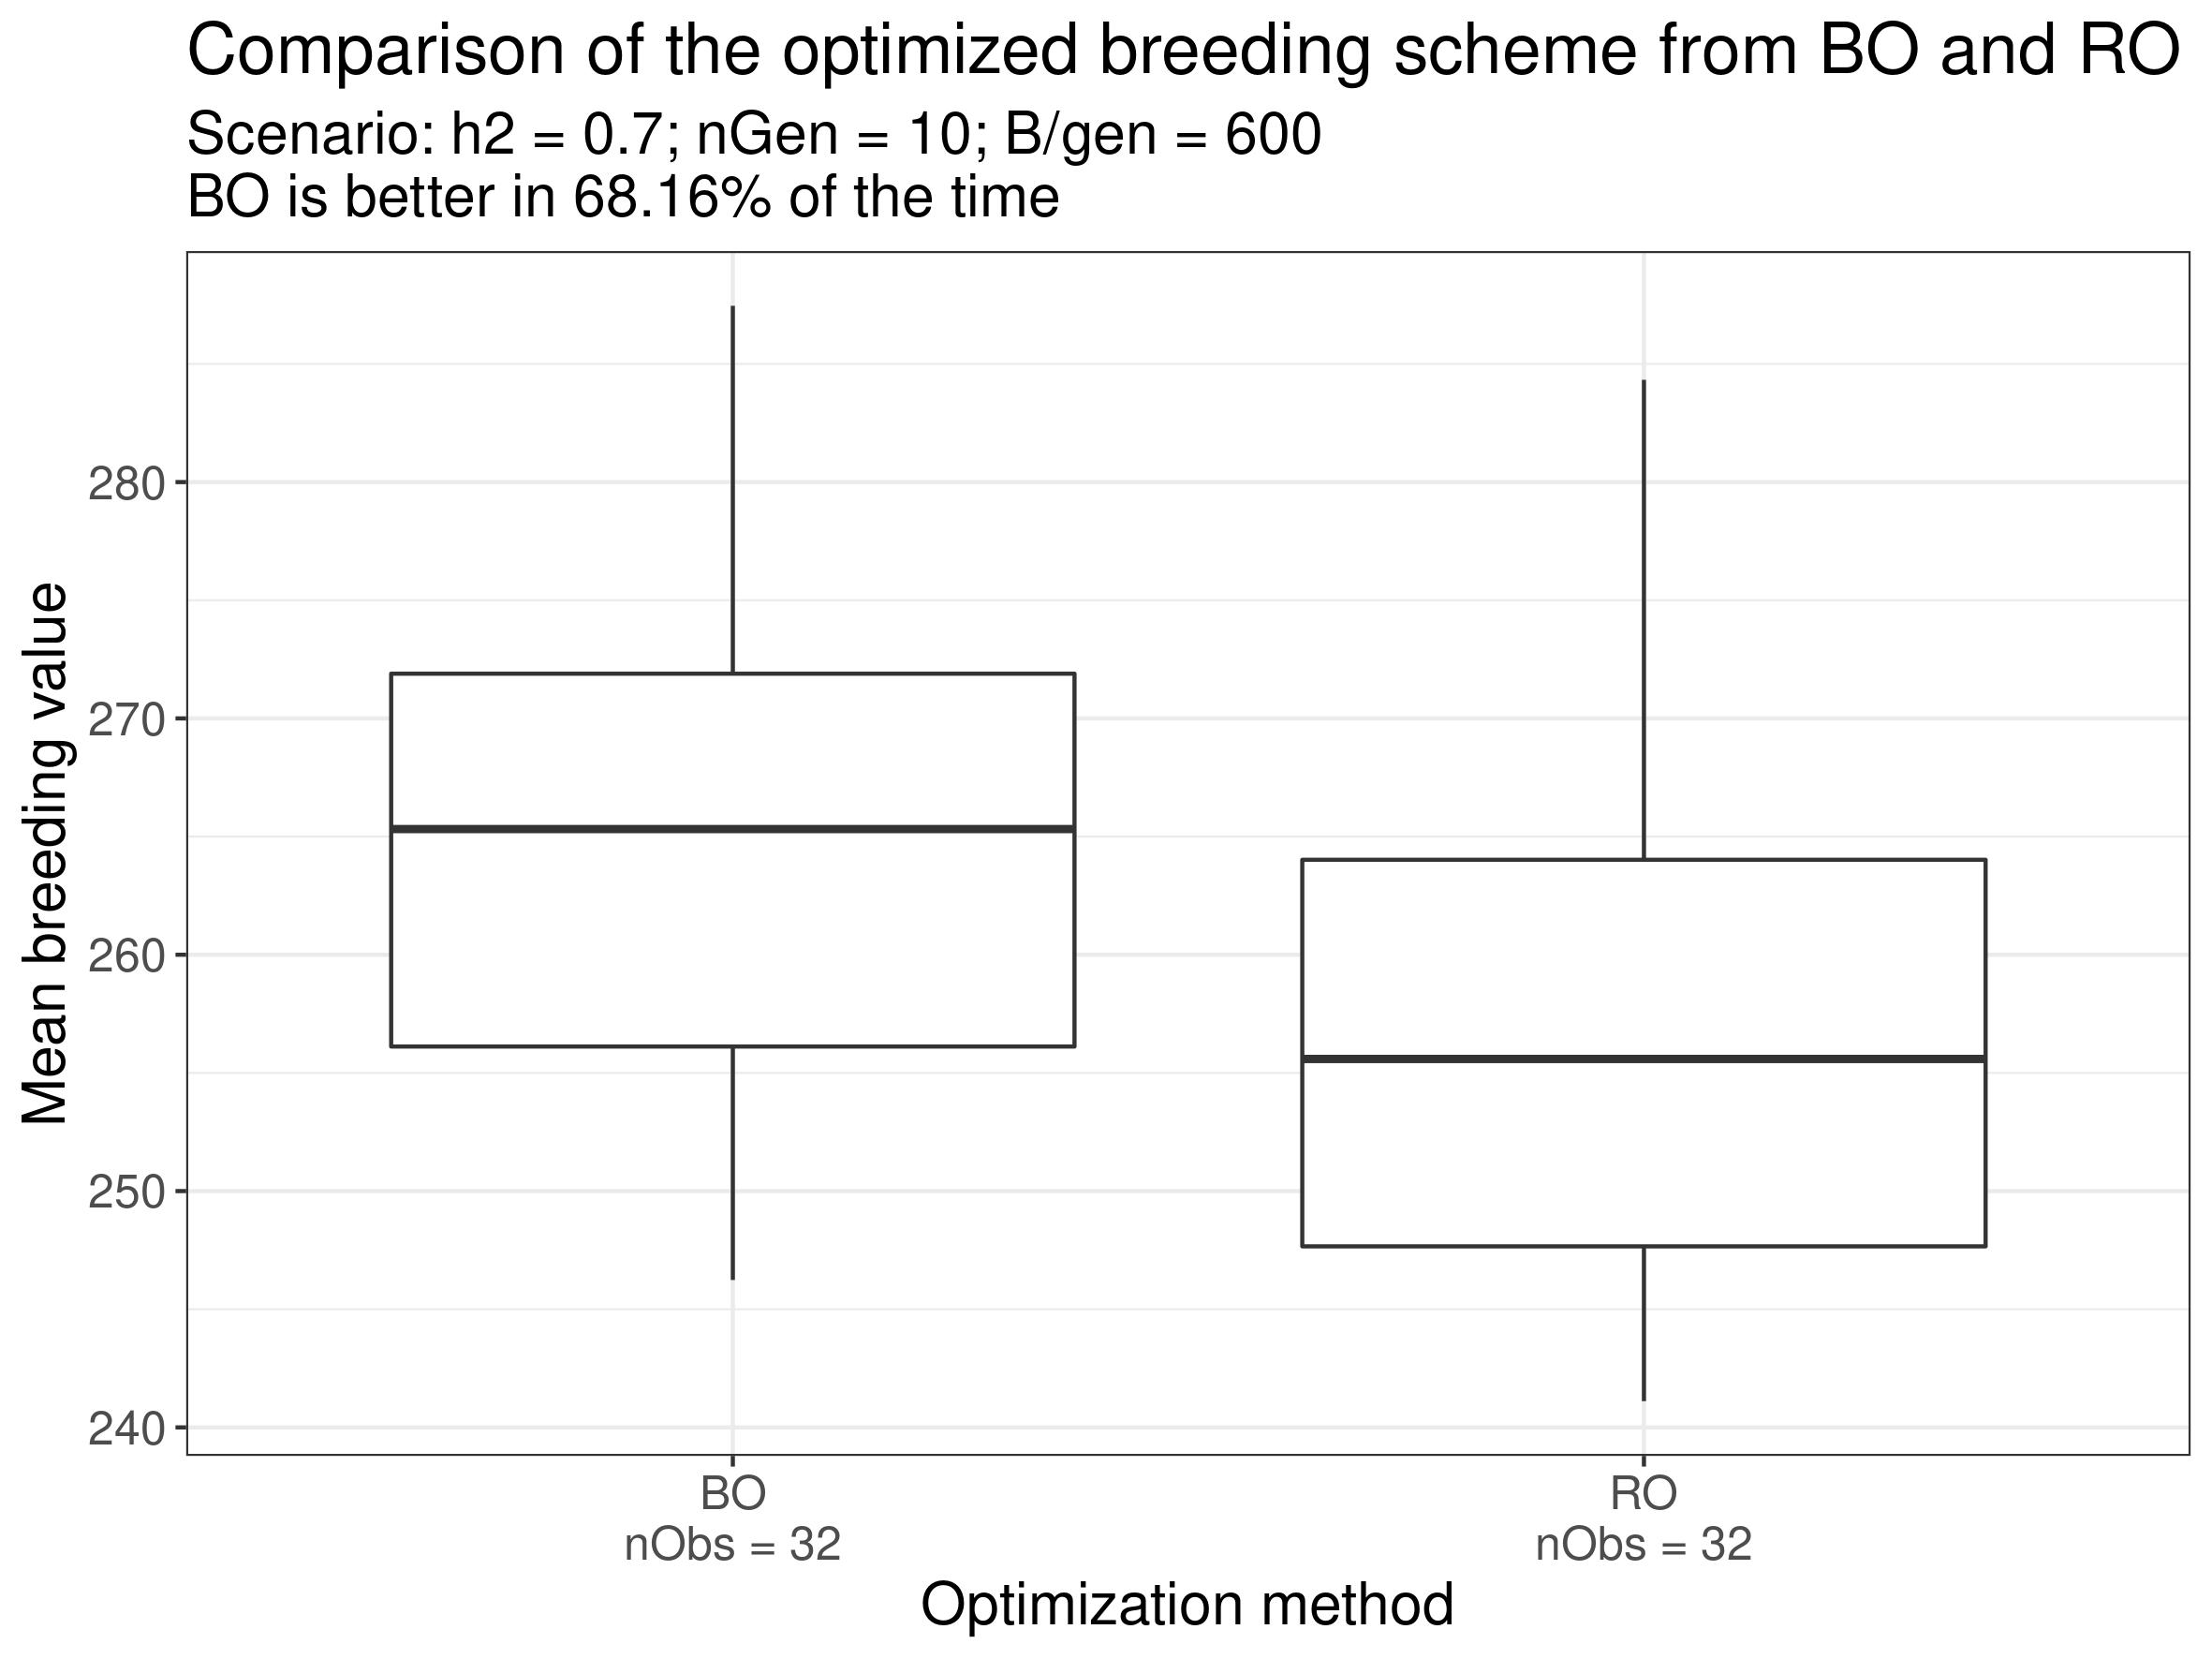 Comparison of the optimized breeding scheme from BO and RO
Scenario: h2 = 0.7; nGen = 10; B/gen = 600
BO is better in 68.16% of the time
Mean breeding value
280
270
260
250
240
BO
nObs = 32
RO
nObs = 32
Optimization method